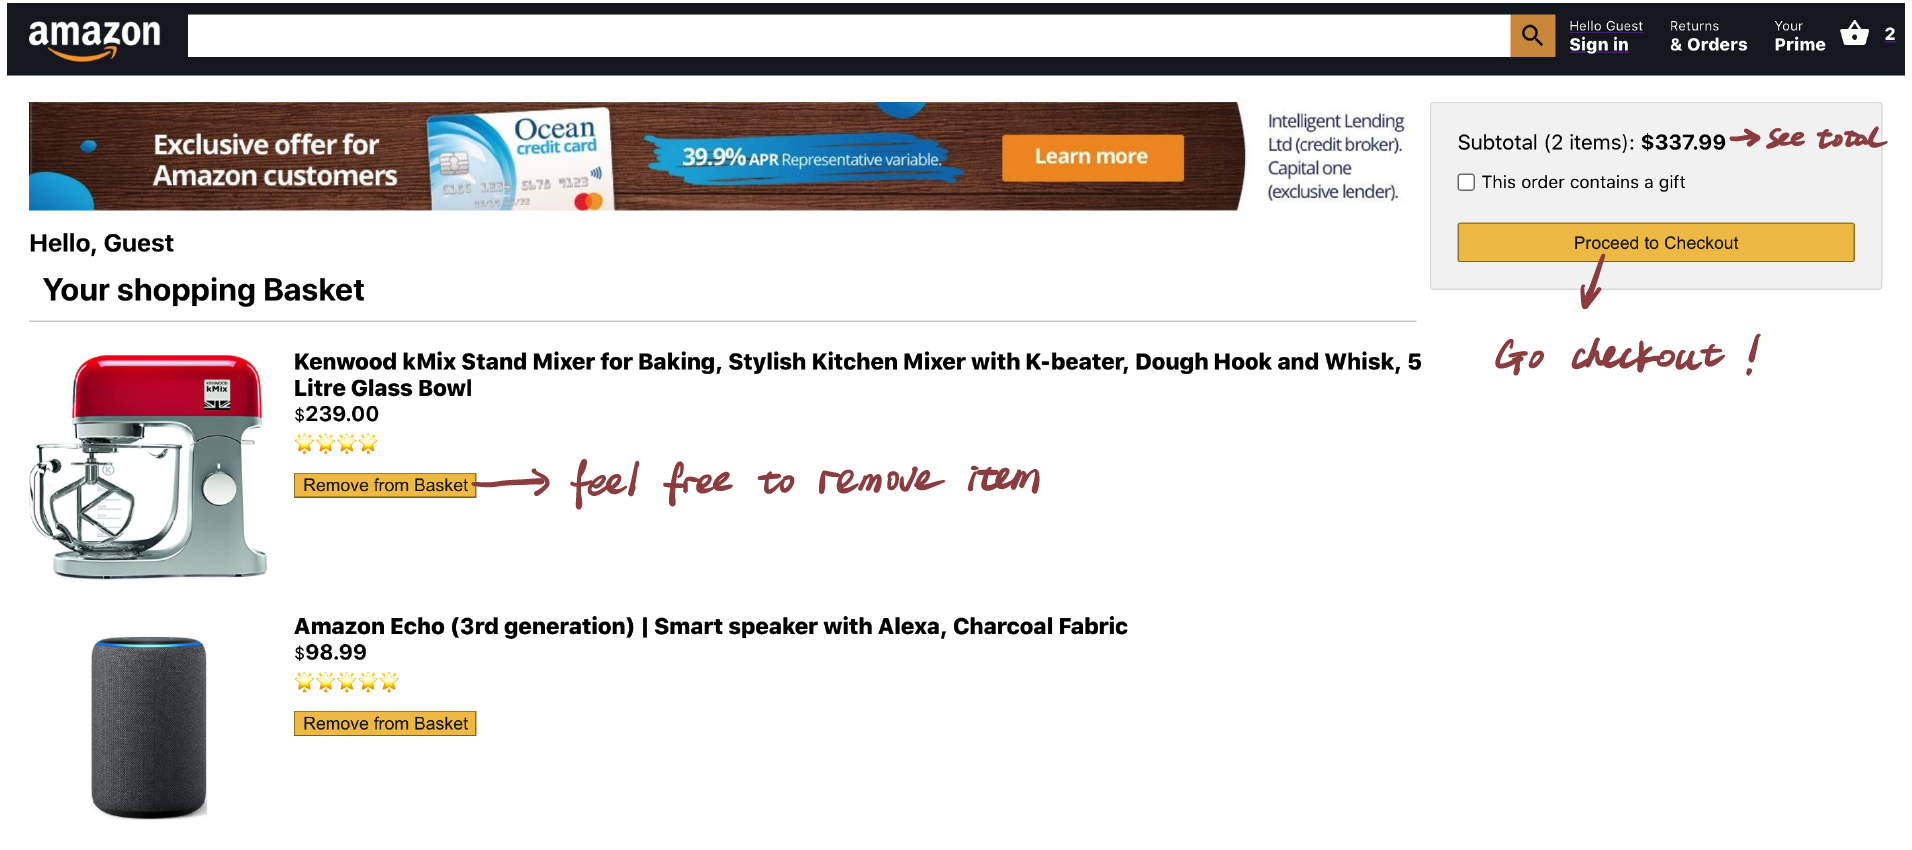 amazon
Hello Guest
Sign in
Returns
& Orders
Your
Prime
2
Exclusive offer for
Amazon customers
Ocean
credit card
39.9% APR Representative variable.
Learn more
Intelligent Lending
Ltd (credit broker).
Capital one
(exclusive lender).
Subtotal (2 items): $337.99 → see total
This order contains a gift
Proceed to Checkout
Go checkout !
Hello, Guest
Your shopping Basket
KENWOOD
kMix
Kenwood kMix Stand Mixer for Baking, Stylish Kitchen Mixer with K-beater, Dough Hook and Whisk, 5
Litre Glass Bowl
$239.00
Remove from Basket → feel free to remove item
Amazon Echo (3rd generation) | Smart speaker with Alexa, Charcoal Fabric
$98.99
Remove from Basket